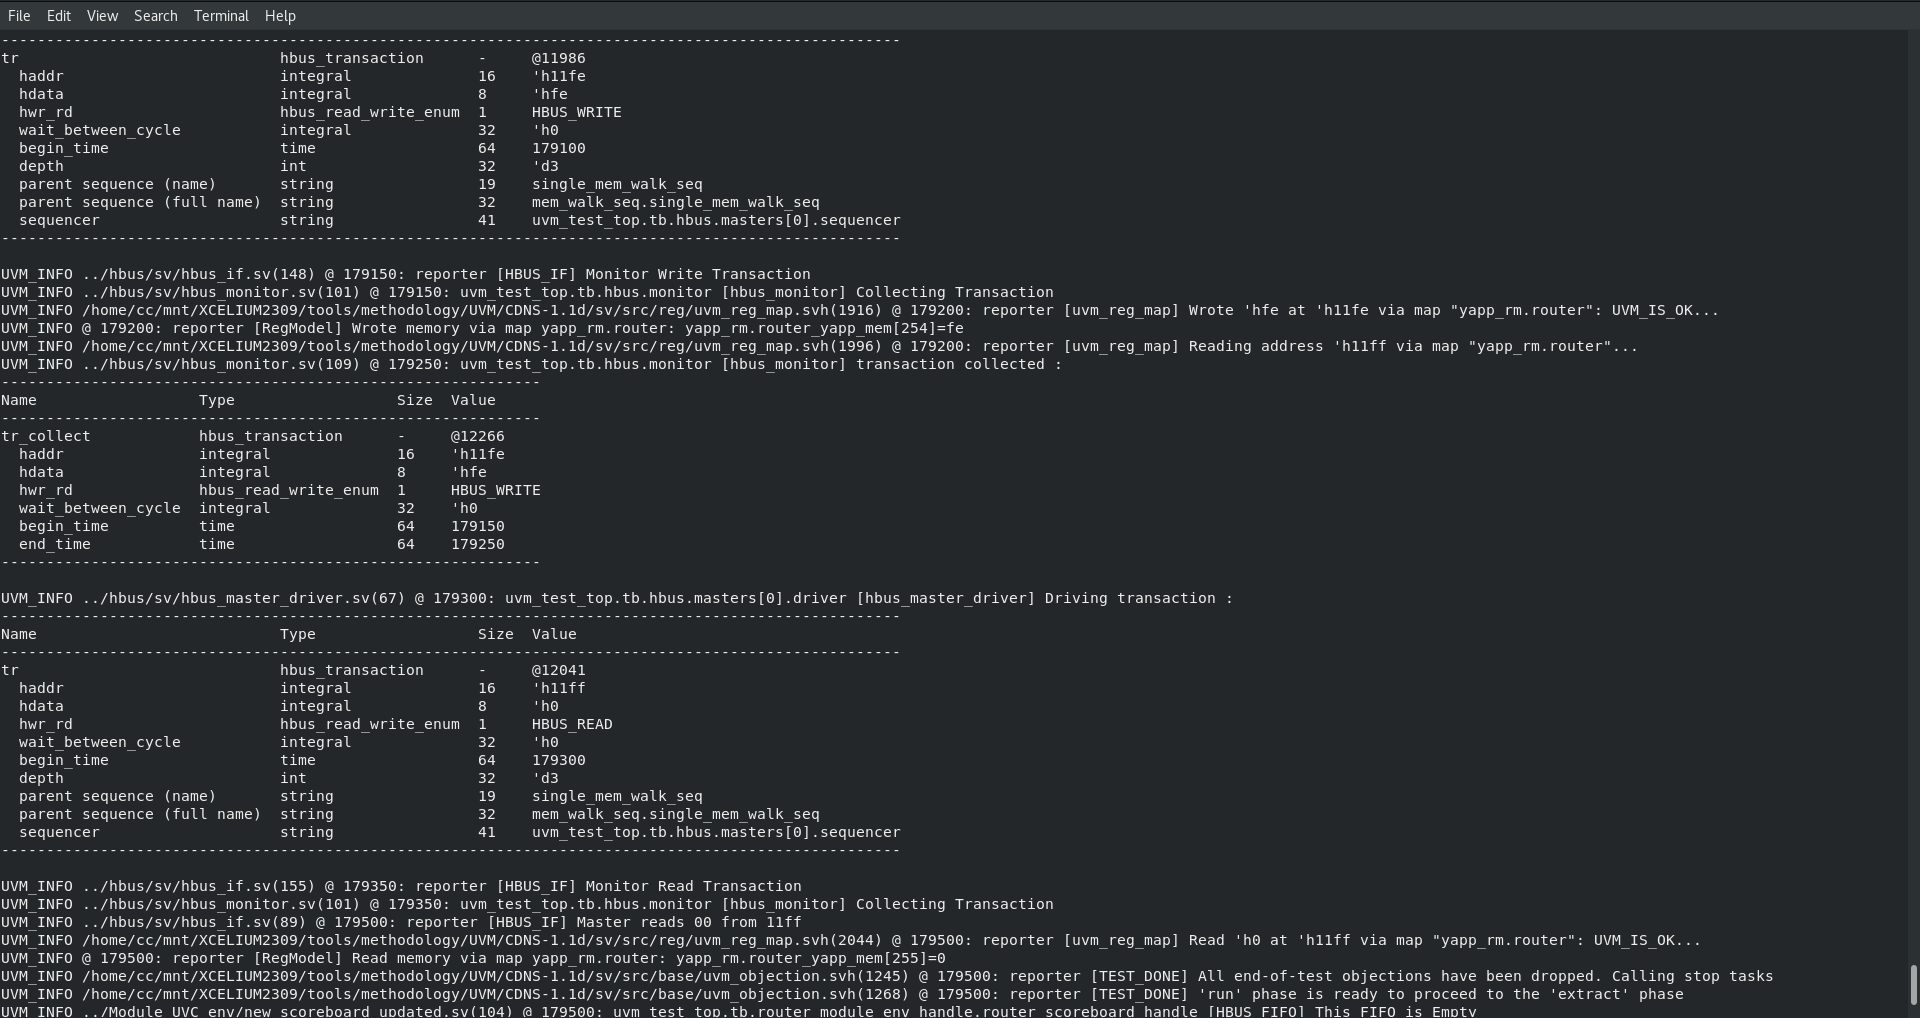 File Edit View Search Terminal Help
----------------------------------------------------------------------------------------------------
tr                             hbus_transaction      -     @11986
  haddr                        integral              16    'h11fe
  hdata                        integral              8     'hfe
  hwr_rd                       hbus_read_write_enum  1     HBUS_WRITE
  wait_between_cycle           integral              32    'h0
  begin_time                   time                  64    179100
  depth                        int                   32    'd3
  parent sequence (name)       string                19    single_mem_walk_seq
  parent sequence (full name)  string                32    mem_walk_seq.single_mem_walk_seq
  sequencer                    string                41    uvm_test_top.tb.hbus.masters[0].sequencer
----------------------------------------------------------------------------------------------------
UVM_INFO ../hbus/sv/hbus_if.sv(148) @ 179150: reporter [HBUS_IF] Monitor Write Transaction
UVM_INFO ../hbus/sv/hbus_monitor.sv(101) @ 179150: uvm_test_top.tb.hbus.monitor [hbus_monitor] Collecting Transaction
UVM_INFO /home/cc/mnt/XCELIUM2309/tools/methodology/UVM/CDNS-1.1d/sv/src/reg/uvm_reg_map.svh(1916) @ 179200: reporter [uvm_reg_map] Wrote 'hfe at 'h11fe via map "yapp_rm.router": UVM_IS_OK...
UVM_INFO @ 179200: reporter [RegModel] Wrote memory via map yapp_rm.router: yapp_rm.router_yapp_mem[254]=fe
UVM_INFO /home/cc/mnt/XCELIUM2309/tools/methodology/UVM/CDNS-1.1d/sv/src/reg/uvm_reg_map.svh(1996) @ 179200: reporter [uvm_reg_map] Reading address 'h11ff via map "yapp_rm.router"...
UVM_INFO ../hbus/sv/hbus_monitor.sv(109) @ 179250: uvm_test_top.tb.hbus.monitor [hbus_monitor] transaction collected :
------------------------------------------------------------
Name                  Type                  Size  Value
------------------------------------------------------------
tr_collect            hbus_transaction      -     @12266
  haddr               integral              16    'h11fe
  hdata               integral              8     'hfe
  hwr_rd              hbus_read_write_enum  1     HBUS_WRITE
  wait_between_cycle  integral              32    'h0
  begin_time          time                  64    179150
  end_time            time                  64    179250
------------------------------------------------------------
UVM_INFO ../hbus/sv/hbus_master_driver.sv(67) @ 179300: uvm_test_top.tb.hbus.masters[0].driver [hbus_master_driver] Driving transaction :
----------------------------------------------------------------------------------------------------
Name                           Type                  Size  Value
----------------------------------------------------------------------------------------------------
tr                             hbus_transaction      -     @12041
  haddr                        integral              16    'h11ff
  hdata                        integral              8     'h0
  hwr_rd                       hbus_read_write_enum  1     HBUS_READ
  wait_between_cycle           integral              32    'h0
  begin_time                   time                  64    179300
  depth                        int                   32    'd3
  parent sequence (name)       string                19    single_mem_walk_seq
  parent sequence (full name)  string                32    mem_walk_seq.single_mem_walk_seq
  sequencer                    string                41    uvm_test_top.tb.hbus.masters[0].sequencer
----------------------------------------------------------------------------------------------------
UVM_INFO ../hbus/sv/hbus_if.sv(155) @ 179350: reporter [HBUS_IF] Monitor Read Transaction
UVM_INFO ../hbus/sv/hbus_monitor.sv(101) @ 179350: uvm_test_top.tb.hbus.monitor [hbus_monitor] Collecting Transaction
UVM_INFO ../hbus/sv/hbus_if.sv(89) @ 179500: reporter [HBUS_IF] Master reads 00 from 11ff
UVM_INFO /home/cc/mnt/XCELIUM2309/tools/methodology/UVM/CDNS-1.1d/sv/src/reg/uvm_reg_map.svh(2044) @ 179500: reporter [uvm_reg_map] Read 'h0 at 'h11ff via map "yapp_rm.router": UVM_IS_OK...
UVM_INFO @ 179500: reporter [RegModel] Read memory via map yapp_rm.router: yapp_rm.router_yapp_mem[255]=0
UVM_INFO /home/cc/mnt/XCELIUM2309/tools/methodology/UVM/CDNS-1.1d/sv/src/base/uvm_objection.svh(1245) @ 179500: reporter [TEST_DONE] All end-of-test objections have been dropped. Calling stop tasks
UVM_INFO /home/cc/mnt/XCELIUM2309/tools/methodology/UVM/CDNS-1.1d/sv/src/base/uvm_objection.svh(1268) @ 179500: reporter [TEST_DONE] 'run' phase is ready to proceed to the 'extract' phase
UVM_INFO ../Module_UVC_env/new_scoreboard_updated.sv(104) @ 179500: uvm_test_top.tb.router_module_env_handle.router_scoreboard_handle [HBUS_FIFO] This FIFO is Empty